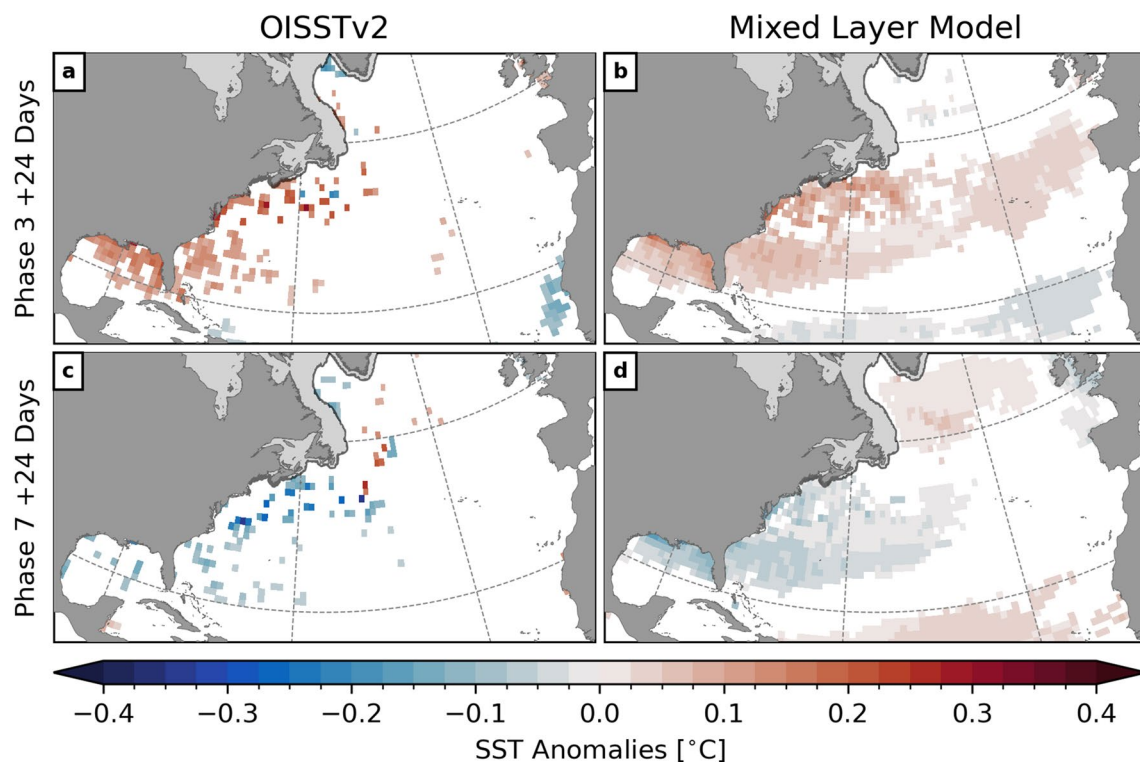 OISSTv2 Mixed Layer Model
a b
Phase 3 +24 Days
c d
Phase 7 +24 Days
−0.4 −0.3 −0.2 −0.1 0.0 0.1 0.2 0.3 0.4
SST Anomalies [°C]